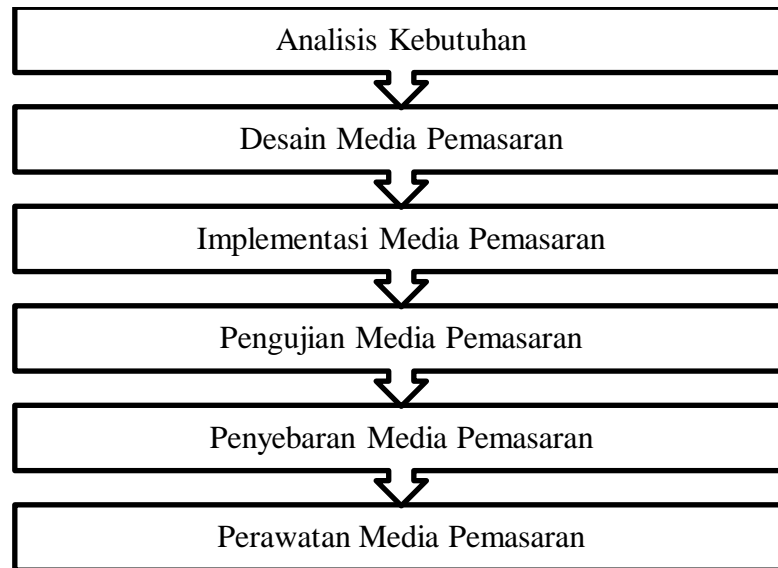 Analisis Kebutuhan
Desain Media Pemasaran
Implementasi Media Pemasaran
Pengujian Media Pemasaran
Penyebaran Media Pemasaran
Perawatan Media Pemasaran